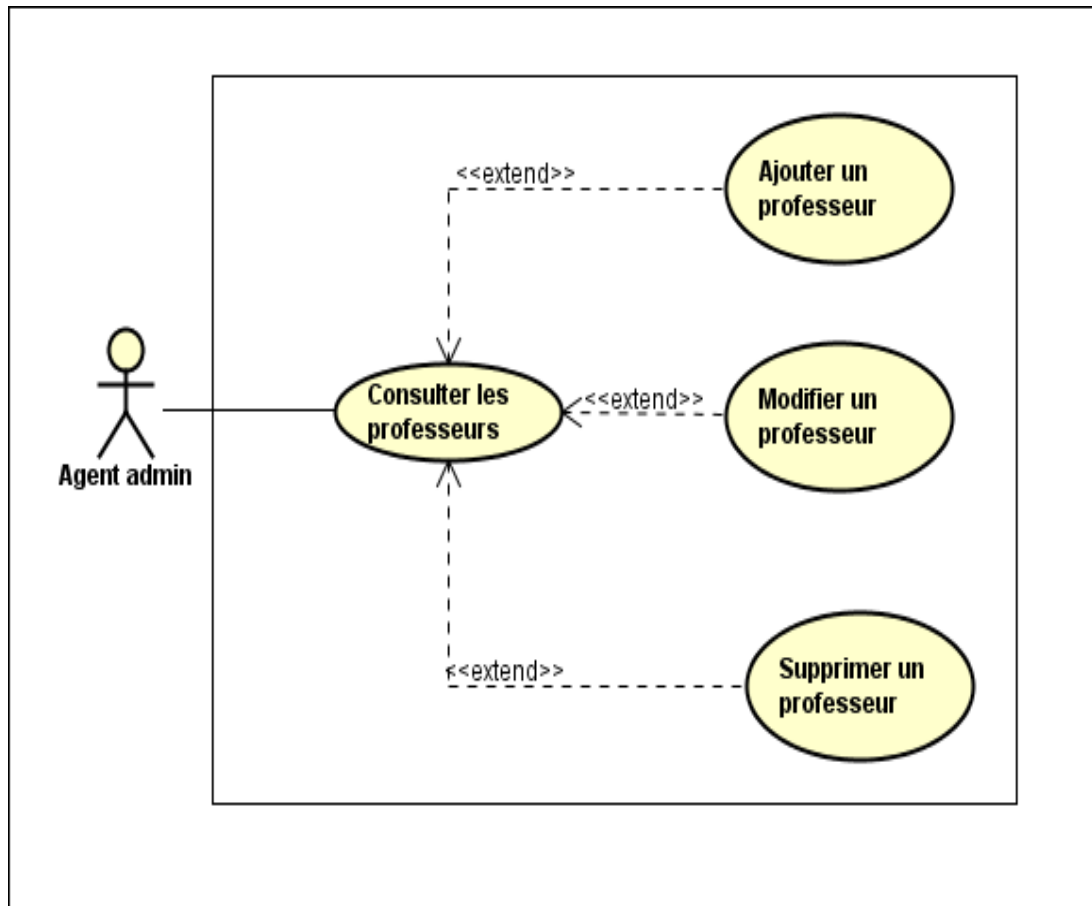 <<extend>>
Ajouter un
professeur
Consulter les
professeurs
<<extend>>
Modifier un
professeur
Agent admin
<<extend>>
Supprimer un
professeur